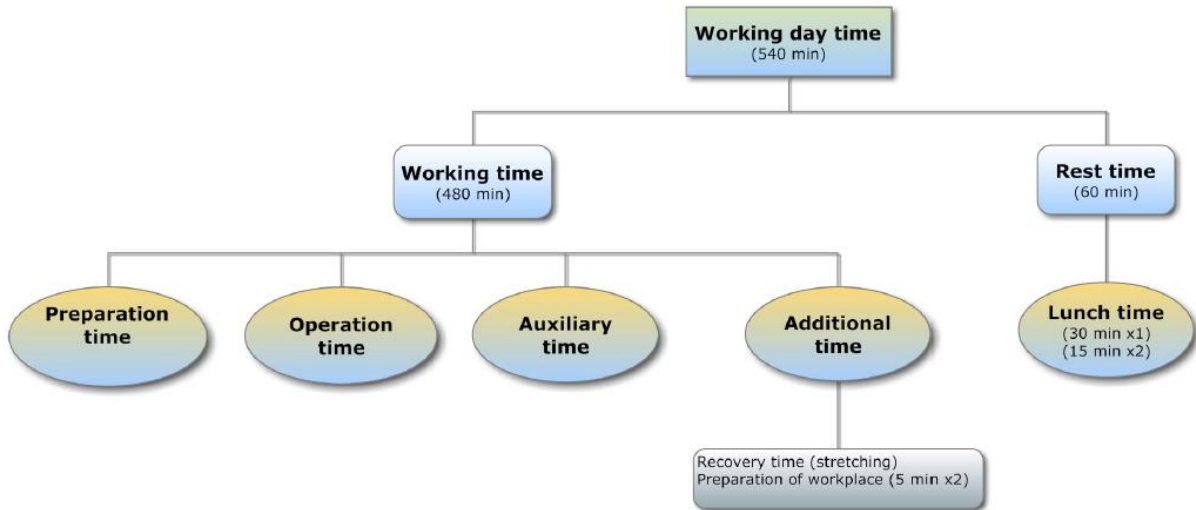 Working day time
(540 min)
Working time
(480 min)
Rest time
(60 min)
Preparation
time
Operation
time
Auxiliary
time
Additional
time
Lunch time
(30 min x1)
(15 min x2)
Recovery time (stretching)
Preparation of workplace (5 min x2)